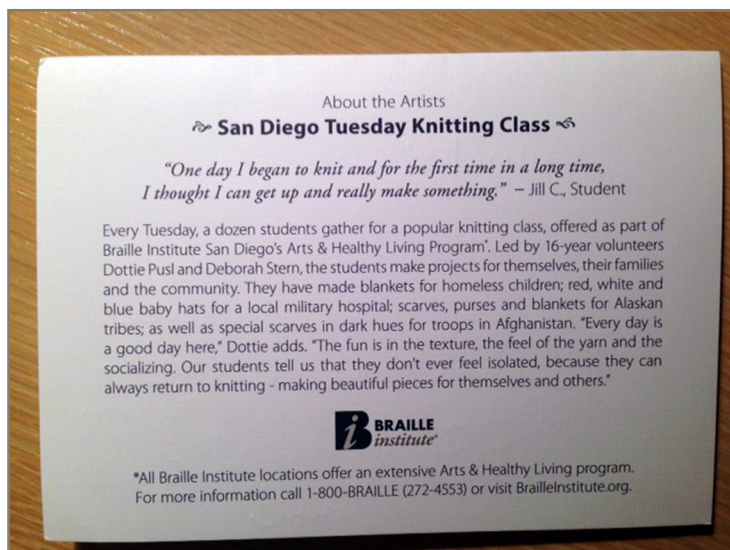 About the Artists
San Diego Tuesday Knitting Class
“One day I began to knit and for the first time in a long time,
I thought I can get up and really make something.” – Jill C., Student
Every Tuesday, a dozen students gather for a popular knitting class, offered as part of
Braille Institute San Diego’s Arts & Healthy Living Program*. Led by 16-year volunteers
Dottie Pusl and Deborah Stern, the students make projects for themselves, their families
and the community. They have made blankets for homeless children; red, white and
blue baby hats for a local military hospital; scarves, purses and blankets for Alaskan
tribes; as well as special scarves in dark hues for troops in Afghanistan. “Every day is
a good day here,” Dottie adds. “The fun is in the texture, the feel of the yarn and the
socializing. Our students tell us that they don’t ever feel isolated, because they can
always return to knitting - making beautiful pieces for themselves and others.”
iB BRAILLE
institute®
*All Braille Institute locations offer an extensive Arts & Healthy Living program.
For more information call 1-800-BRAILLE (272-4553) or visit BrailleInstitute.org.